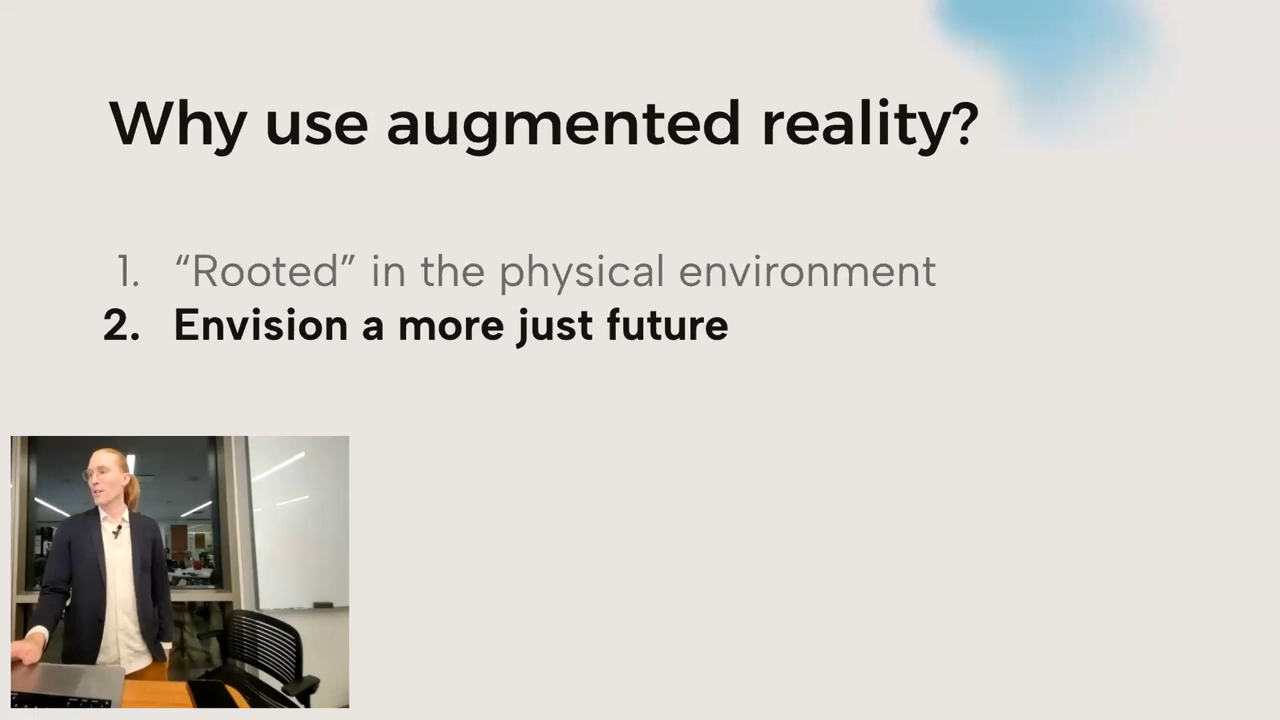 Why use augmented reality?
1. “Rooted” in the physical environment
2. Envision a more just future